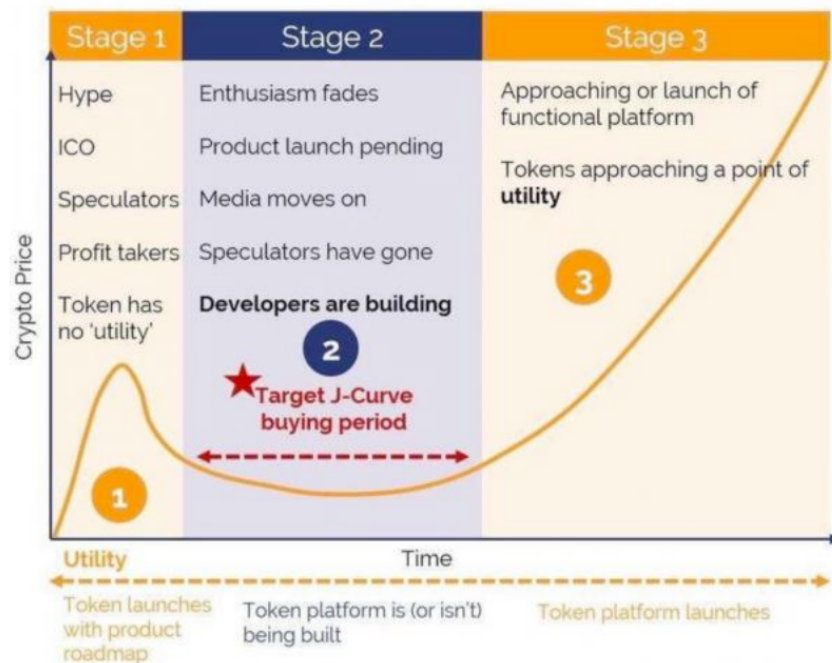 Stage 1
Stage 2
Stage 3
Crypto Price
Hype
ICO
Speculators
Profit takers
Token has
no ‘utility’
1
Enthusiasm fades
Product launch pending
Media moves on
Speculators have gone
Developers are building
2
Target J-Curve
buying period
Approaching or launch of
functional platform
Tokens approaching a point of
utility
3
Utility
Time
Token launches
with product
roadmap
Token platform is (or isn't)
being built
Token platform launches